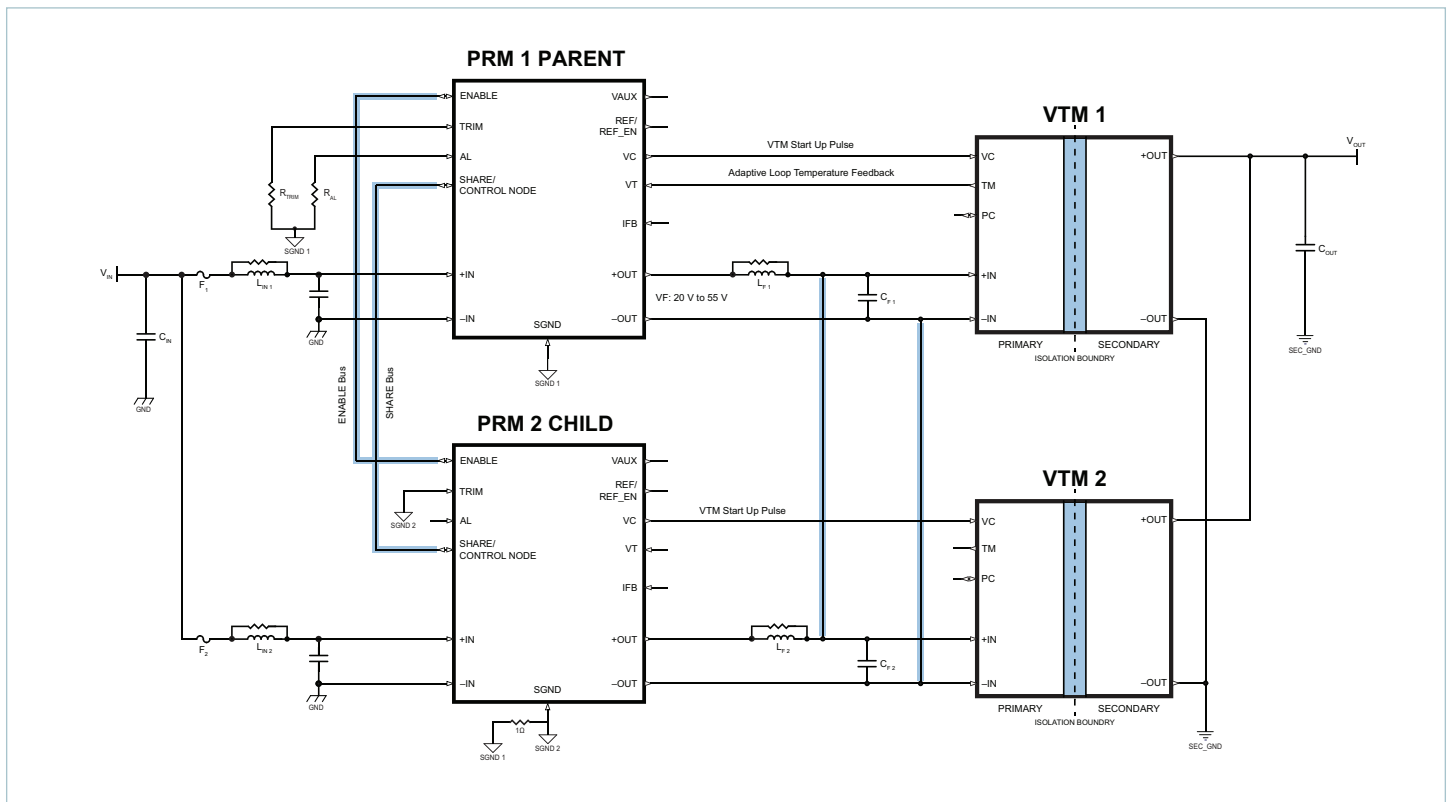 PRM 1 PARENT
ENABLE
TRIM
AL
SHARE/
CONTROL NODE
+IN
–IN
SGND
VAUX
REF/
REF_EN
VC
VT
IFB
+OUT
–OUT
SGND 1
R_TRIM
R_AL
SGND 1
V_IN
F_1
L_IN 1
GND
C_IN
GND
ENABLE Bus
SHARE Bus
VTM Start Up Pulse
Adaptive Loop Temperature Feedback
L_F 1
VF: 20 V to 55 V
C_F 1
VTM 1
VC
TM
PC
+IN
–IN
+OUT
–OUT
PRIMARY
SECONDARY
ISOLATION BOUNDRY
V_OUT
C_OUT
SEC_GND
PRM 2 CHILD
ENABLE
TRIM
AL
SHARE/
CONTROL NODE
+IN
–IN
SGND
VAUX
REF/
REF_EN
VC
VT
IFB
+OUT
–OUT
SGND 2
F_2
L_IN 2
GND
1Ω
SGND 1
SGND 2
VTM Start Up Pulse
L_F 2
C_F 2
VTM 2
VC
TM
PC
+IN
–IN
+OUT
–OUT
PRIMARY
SECONDARY
ISOLATION BOUNDRY
SEC_GND